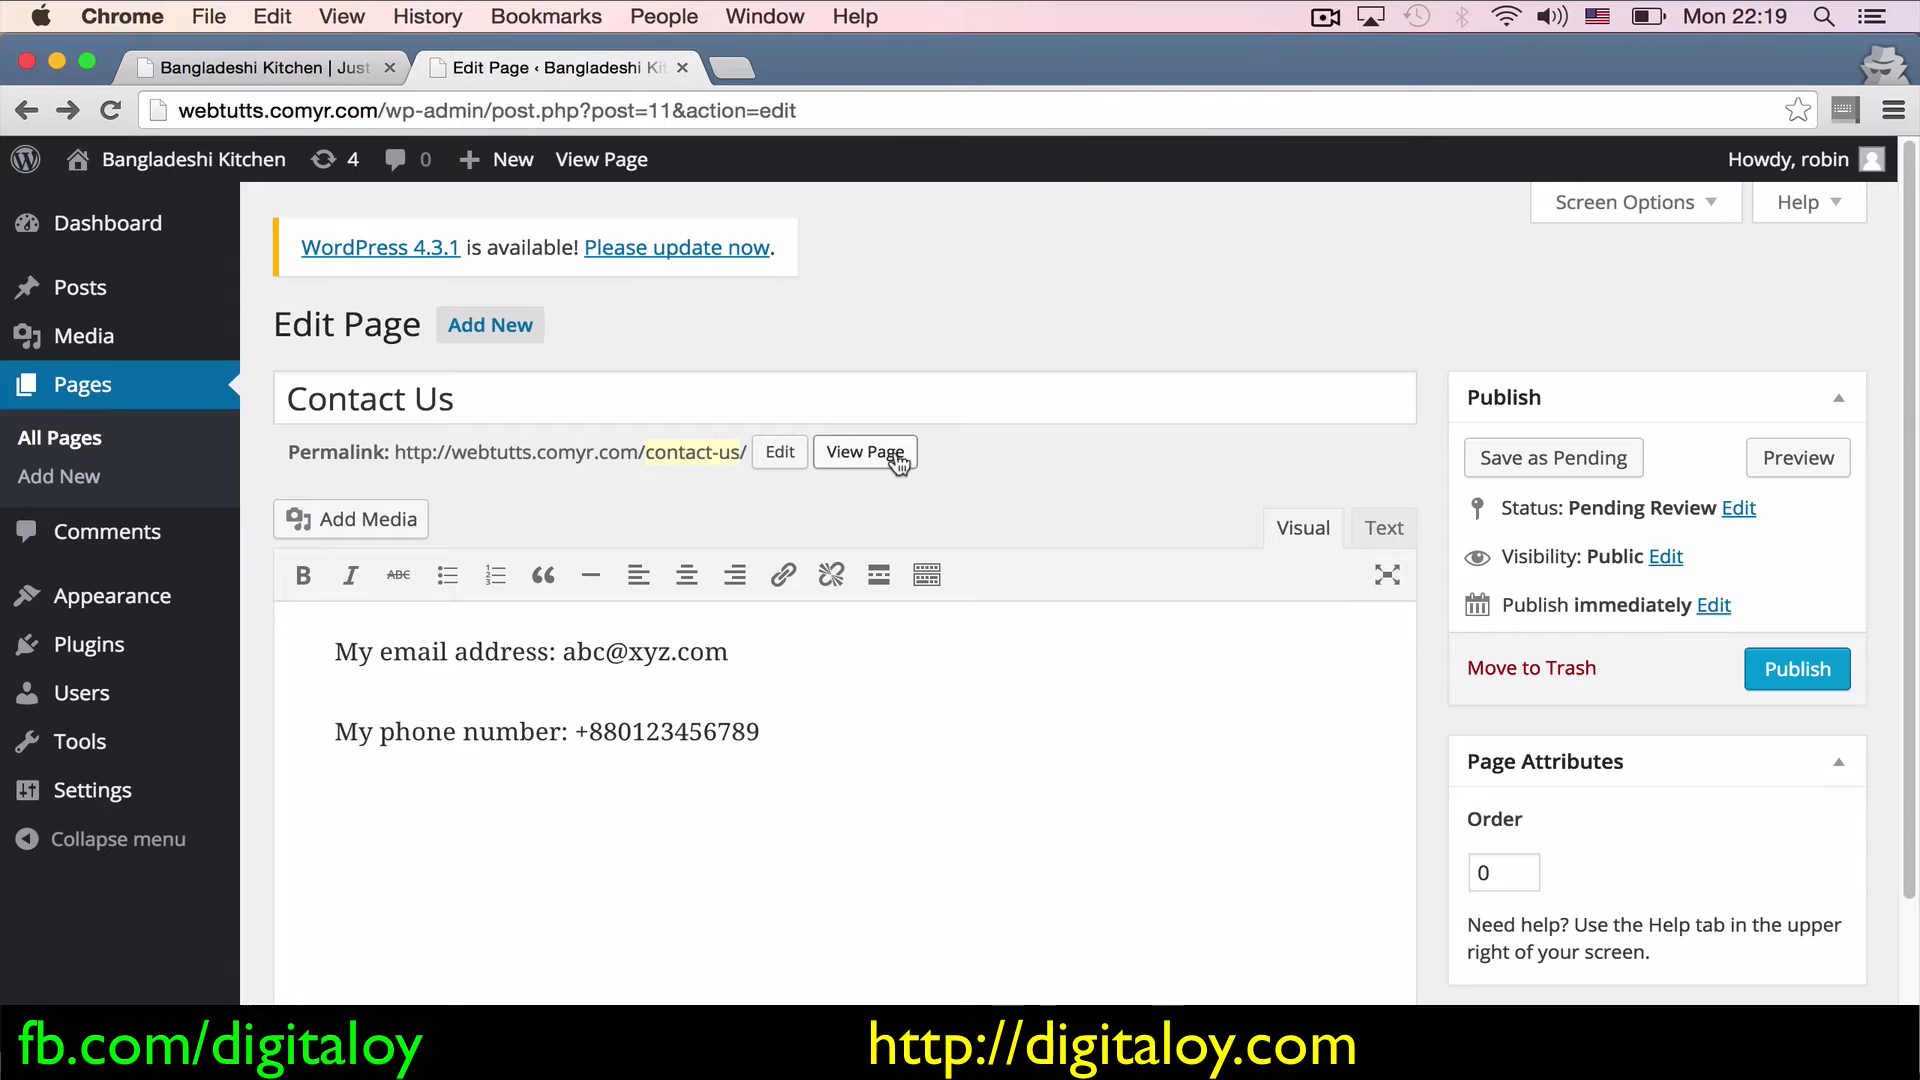 Chrome File Edit View History Bookmarks People Window Help Mon 22:19
Bangladeshi Kitchen | Just
Edit Page ‹ Bangladeshi Kit
webtutts.comyr.com/wp-admin/post.php?post=11&action=edit
Bangladeshi Kitchen 4 0 New View Page Howdy, robin
Screen Options Help
Dashboard
Posts
Media
Pages
All Pages
Add New
Comments
Appearance
Plugins
Users
Tools
Settings
Collapse menu
WordPress 4.3.1 is available! Please update now.
Edit Page Add New
Contact Us
Permalink: http://webtutts.comyr.com/contact-us/ Edit View Page
Add Media
Visual Text
B I ABC
My email address: abc@xyz.com
My phone number: +880123456789
Publish
Save as Pending Preview
Status: Pending Review Edit
Visibility: Public Edit
Publish immediately Edit
Move to Trash Publish
Page Attributes
Order
0
Need help? Use the Help tab in the upper
right of your screen.
fb.com/digitaloy http://digitaloy.com